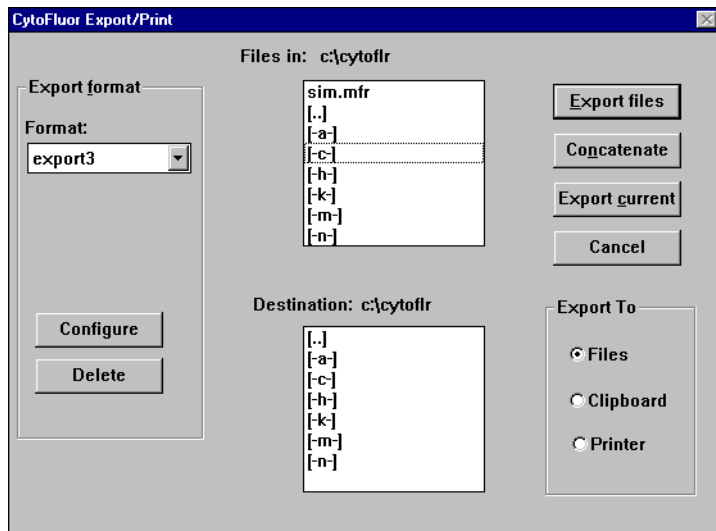 CytoFluor Export/Print
Files in: c:\cytoflr
Export format
Format:
export3
sim.mfr
[..]
[-a-]
[-c-]
[-h-]
[-k-]
[-m-]
[-n-]
Export files
Concatenate
Export current
Cancel
Configure
Delete
Destination: c:\cytoflr
[..]
[-a-]
[-c-]
[-h-]
[-k-]
[-m-]
[-n-]
Export To
Files
Clipboard
Printer